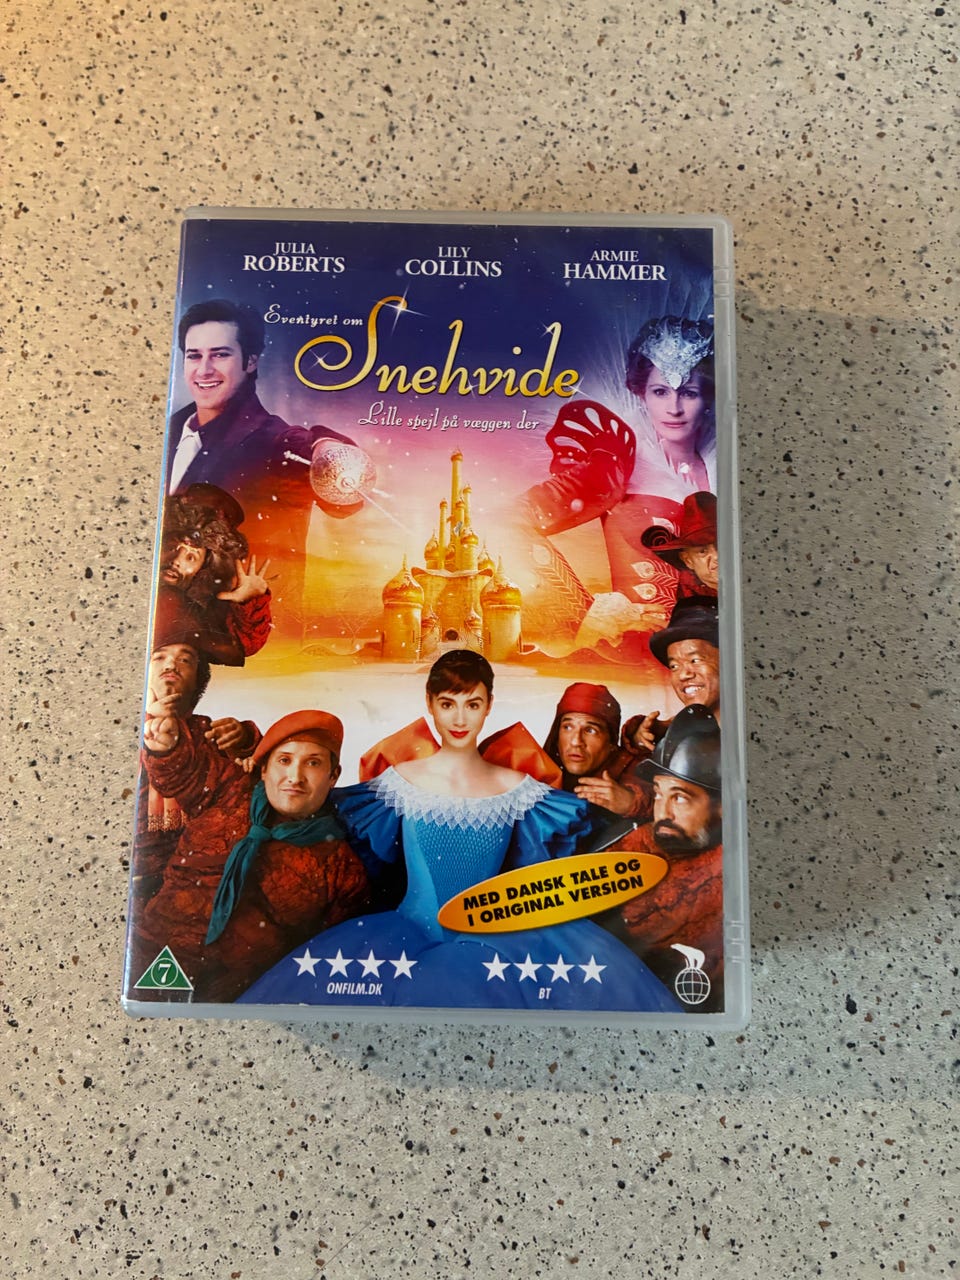 JULIA
ROBERTS
LILY
COLLINS
ARMIE
HAMMER
Eventyret om
Snehvide
Lille spejl på væggen der
MED DANSK TALE OG
I ORIGINAL VERSION
7
ONFILM.DK
BT